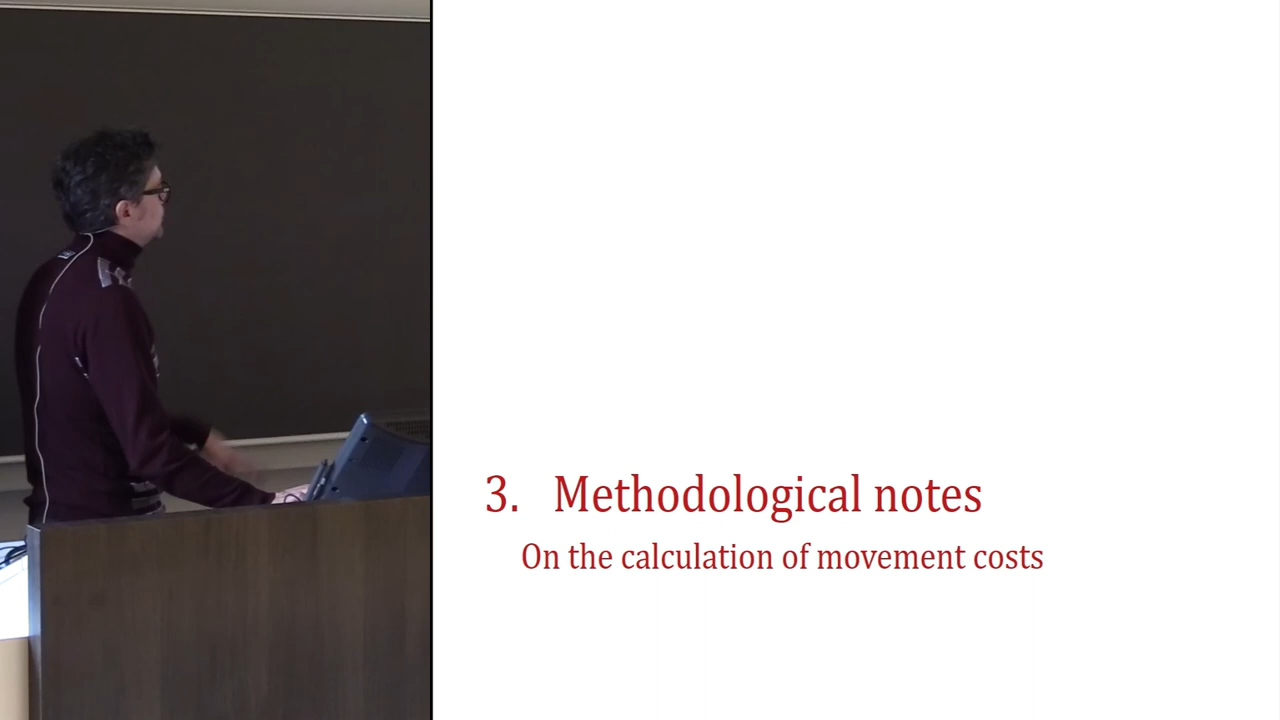 3. Methodological notes
On the calculation of movement costs